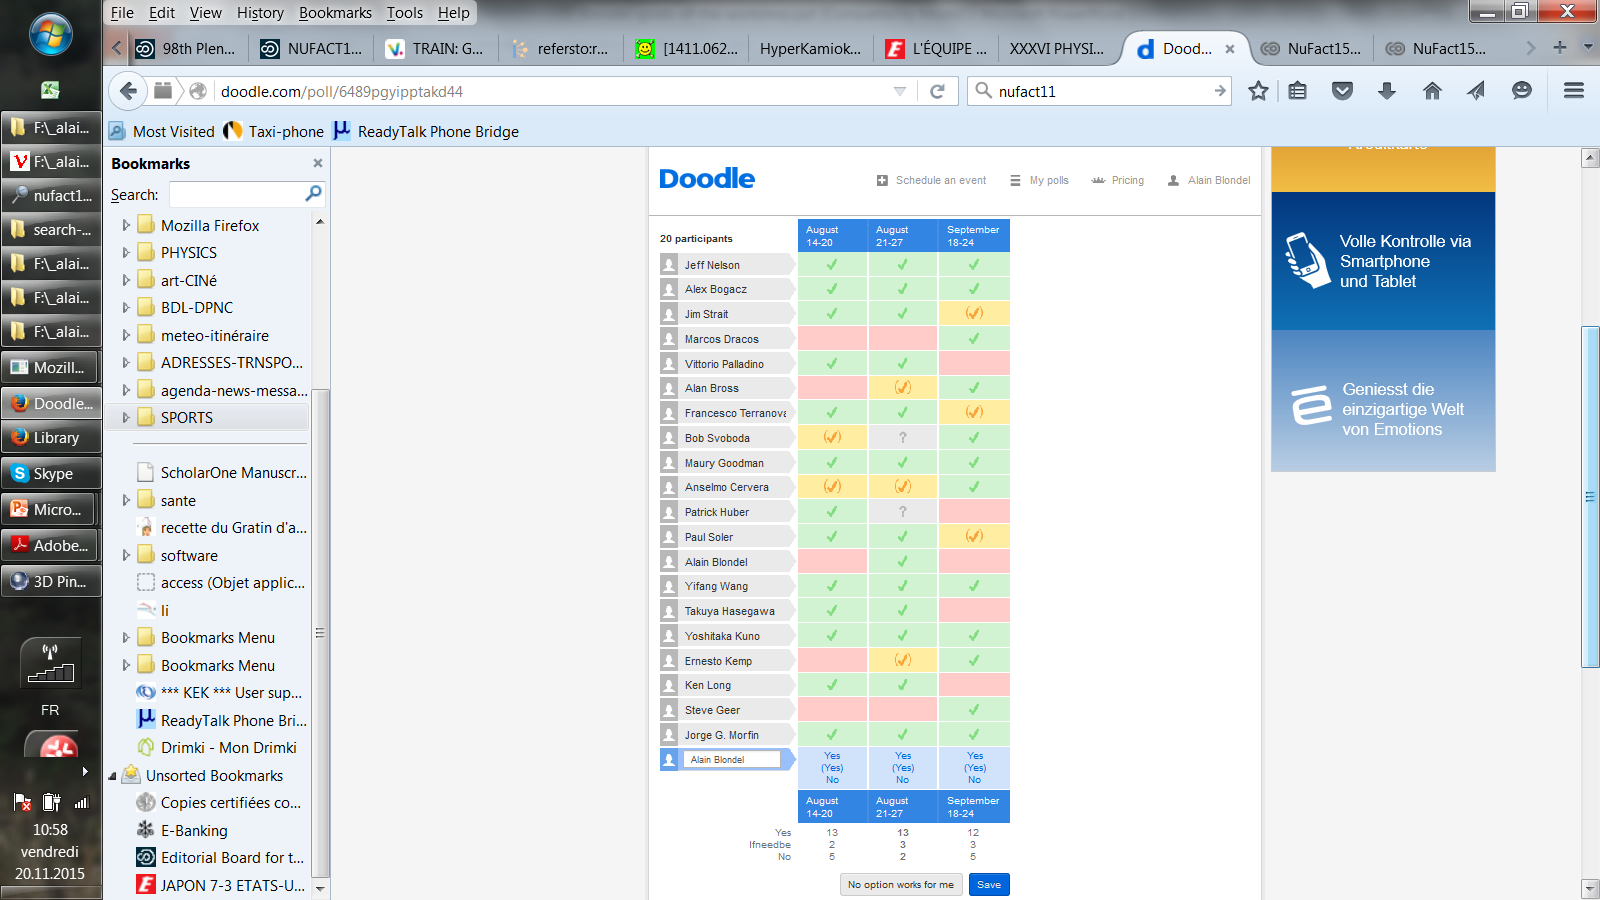 File Edit View History Bookmarks Tools Help
98th Plen... NUFACT1... TRAIN: G... refersto:r... [1411.062... HyperKamiok... L'ÉQUIPE ... XXXVI PHYSI... Dood... NuFact15... NuFact15...
doodle.com/poll/6489pgyipptakd44
nufact11
Most Visited Taxi-phone ReadyTalk Phone Bridge
F:\_alai...
F:\_alai...
nufact1...
search-...
F:\_alai...
F:\_alai...
F:\_alai...
Mozill...
Doodle...
Library
Skype
Micro...
Adobe...
3D Pin...
FR
10:58
vendredi
20.11.2015
Bookmarks
Search:
Mozilla Firefox
PHYSICS
art-CINé
BDL-DPNC
meteo-itinéraire
ADRESSES-TRNSPO...
agenda-news-messa...
SPORTS
ScholarOne Manuscr...
sante
recette du Gratin d'a...
software
access (Objet applic...
li
Bookmarks Menu
Bookmarks Menu
*** KEK *** User sup...
ReadyTalk Phone Bri...
Drimki - Mon Drimki
Unsorted Bookmarks
Copies certifiées co...
E-Banking
Editorial Board for t...
JAPON 7-3 ETATS-U...
Doodle
Schedule an event My polls Pricing Alain Blondel
20 participants
August 14-20
August 21-27
September 18-24
Jeff Nelson
Alex Bogacz
Jim Strait
Marcos Dracos
Vittorio Palladino
Alan Bross
Francesco Terranova
Bob Svoboda ?
Maury Goodman
Anselmo Cervera
Patrick Huber ?
Paul Soler
Alain Blondel
Yifang Wang
Takuya Hasegawa
Yoshitaka Kuno
Ernesto Kemp
Ken Long
Steve Geer
Jorge G. Morfin
Alain Blondel
Yes Yes Yes
(Yes) (Yes) (Yes)
No No No
August 14-20
August 21-27
September 18-24
Yes 13 13 12
Ifneedbe 2 3 3
No 5 2 5
No option works for me Save
Volle Kontrolle via
Smartphone
und Tablet
Geniesst die
einzigartige Welt
von Emotions